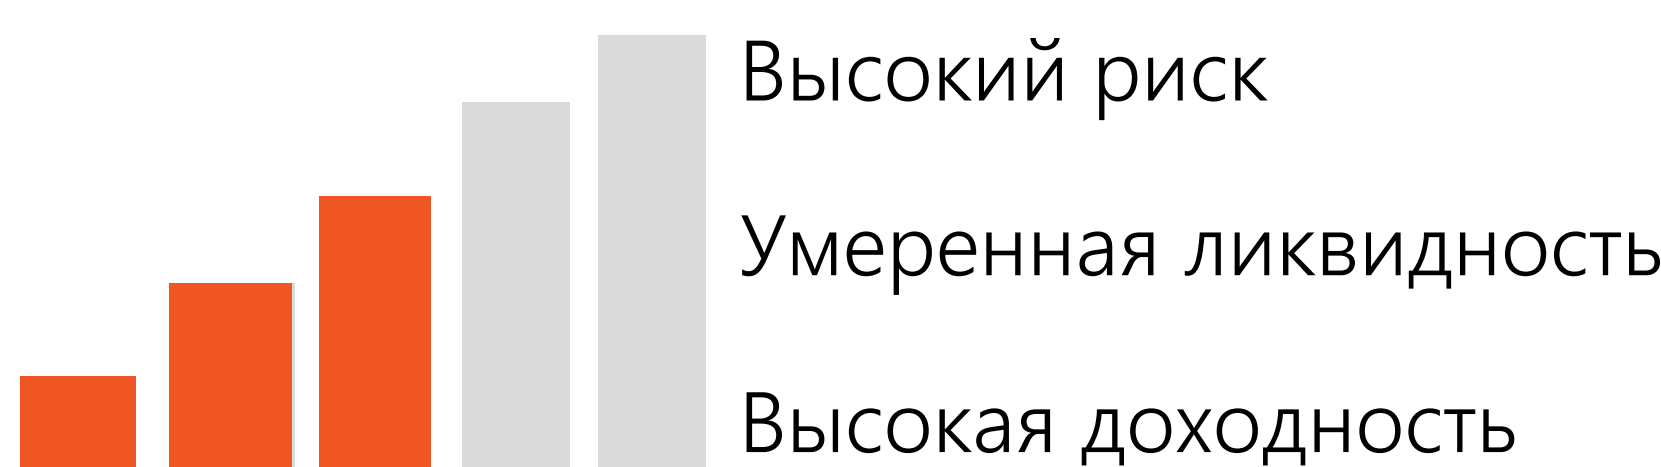 Высокий риск
Умеренная ликвидность
Высокая доходность